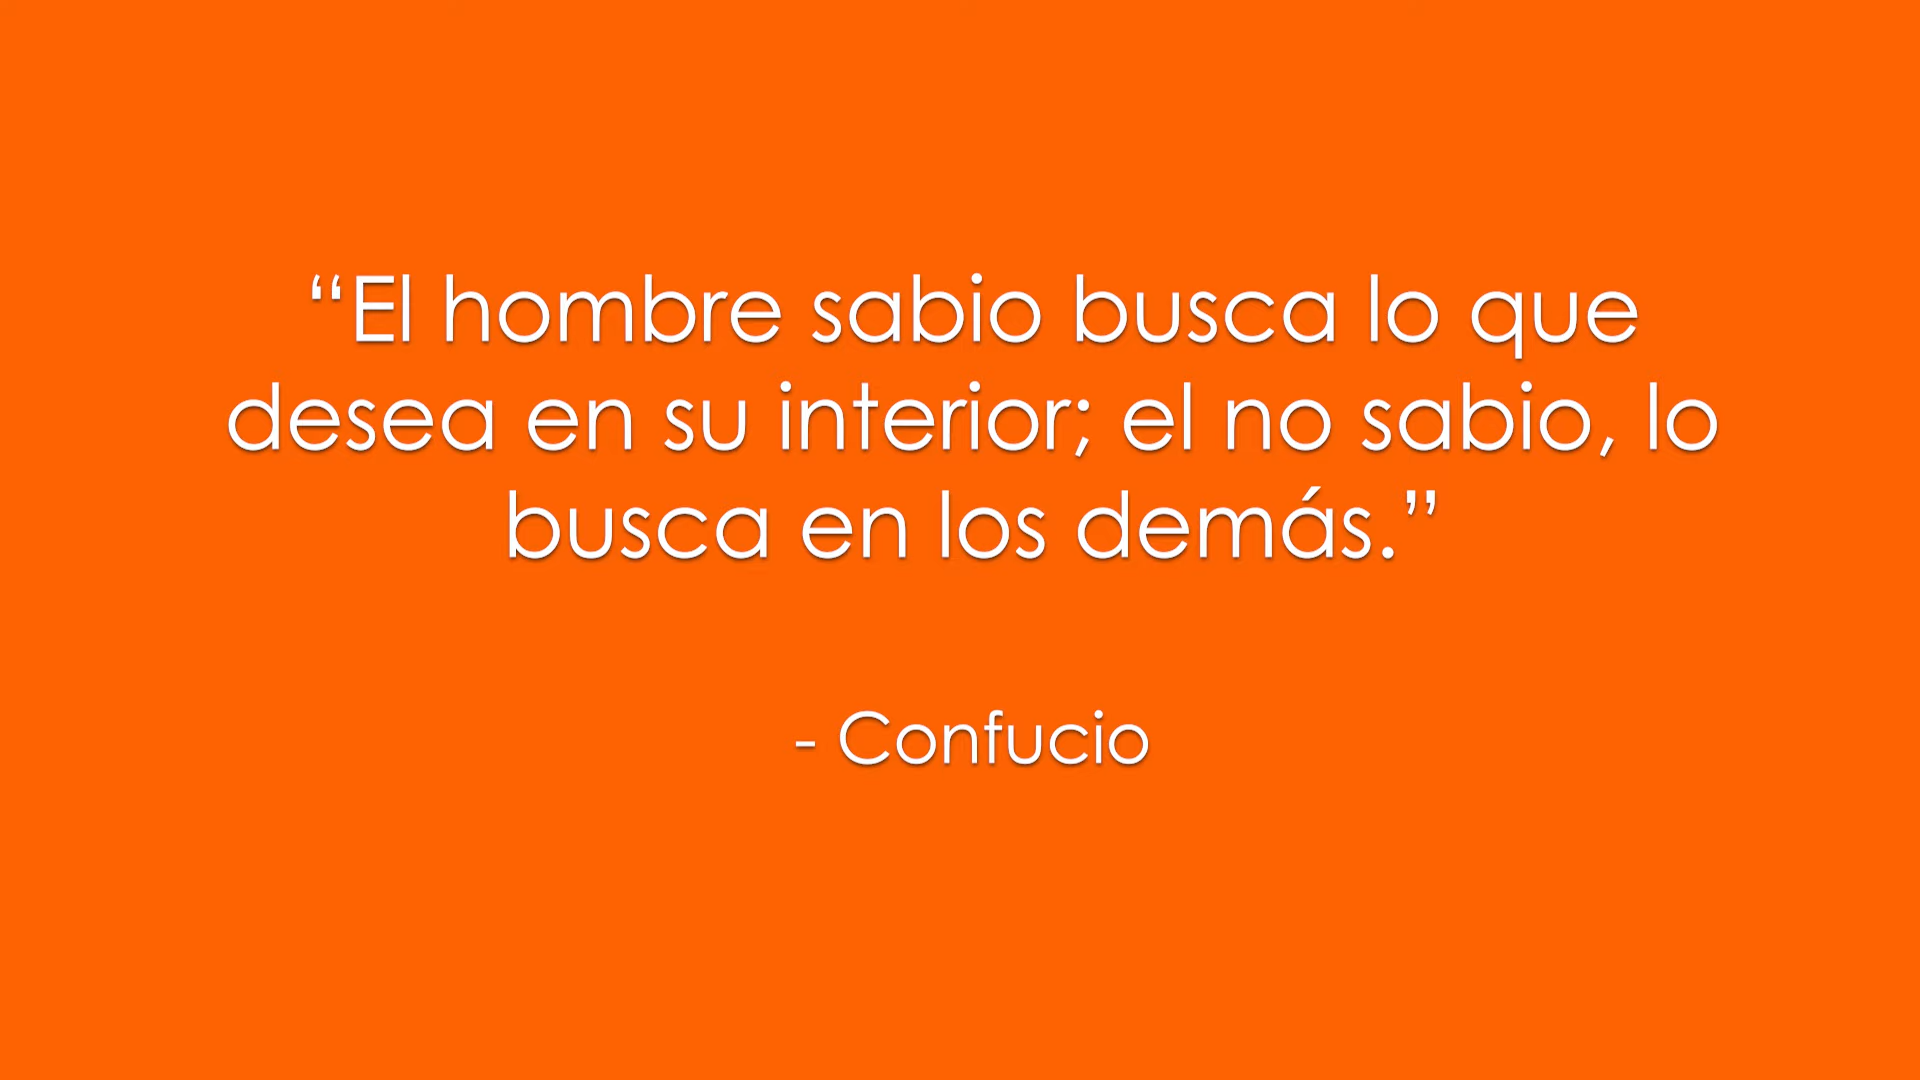 “El hombre sabio busca lo que
desea en su interior; el no sabio, lo
busca en los demás.”
- Confucio